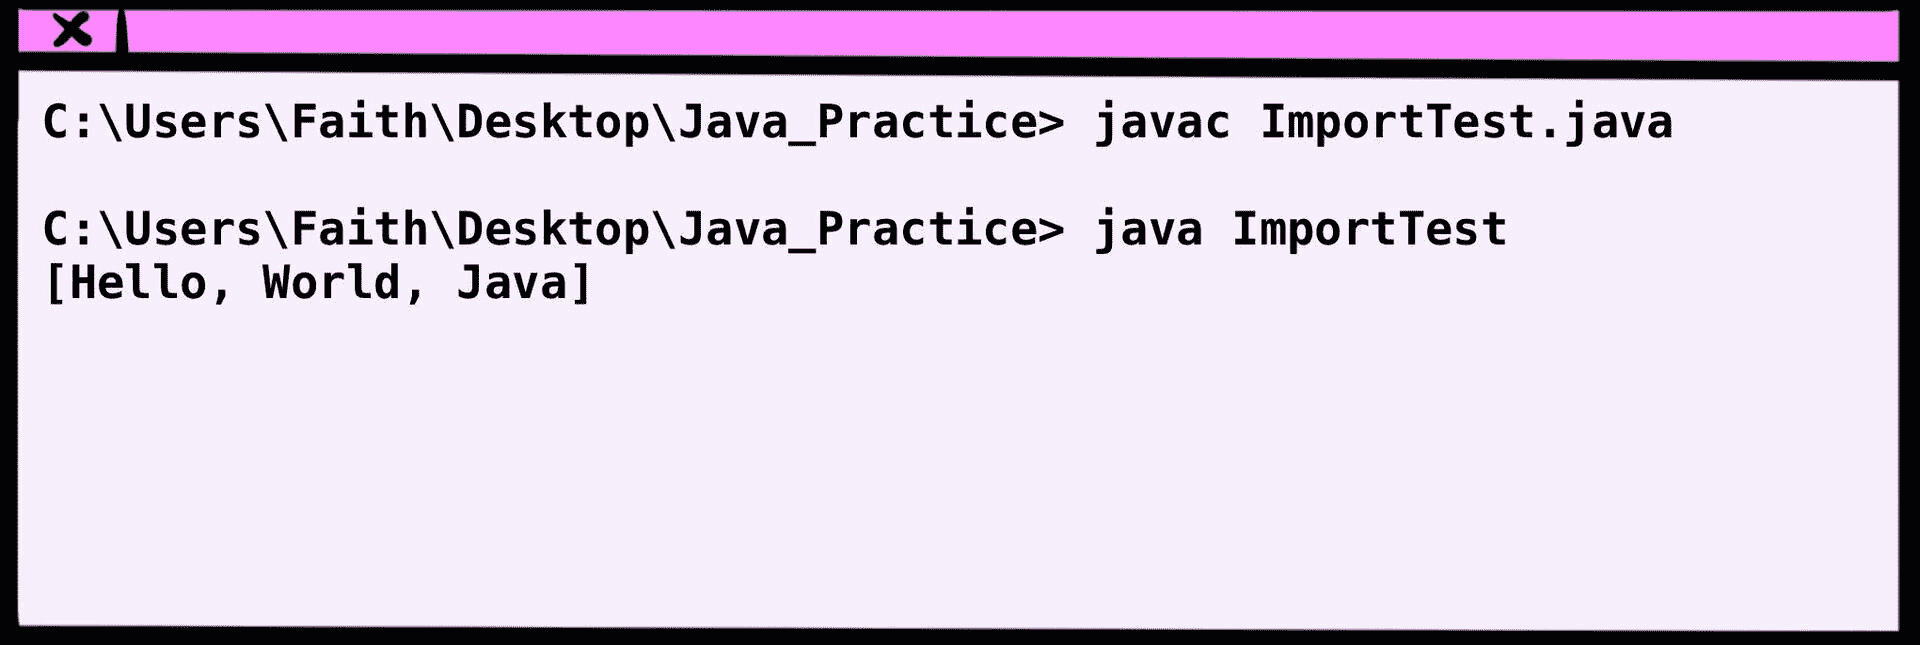 C:\Users\Faith\Desktop\Java_Practice> javac ImportTest.java
C:\Users\Faith\Desktop\Java_Practice> java ImportTest
[Hello, World, Java]